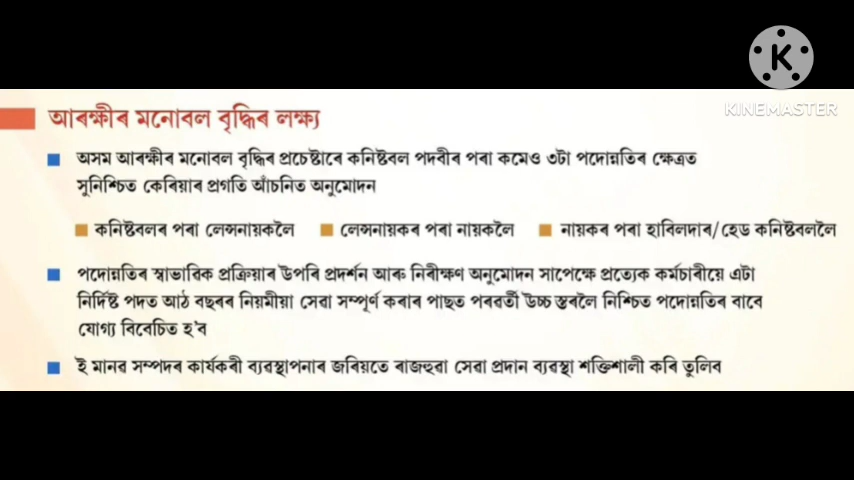 K
KINEMASTER
আৰক্ষীৰ মনোবল বৃদ্ধিৰ লক্ষ্য
অসম আৰক্ষীৰ মনোবল বৃদ্ধিৰ প্ৰচেষ্টাৰে কনিষ্টবল পদবীৰ পৰা কমেও ৩টা পদোন্নতিৰ ক্ষেত্ৰত
সুনিশ্চিত কেৰিয়াৰ প্ৰগতি আঁচনিত অনুমোদন
কনিষ্টবলৰ পৰা লেন্সনায়কলৈ
লেন্সনায়কৰ পৰা নায়কলৈ
নায়কৰ পৰা হাবিলদাৰ/হেড কনিষ্টবললৈ
পদোন্নতিৰ স্বাভাৱিক প্ৰক্ৰিয়াৰ উপৰি প্ৰদৰ্শন আৰু নিৰীক্ষণ অনুমোদন সাপেক্ষে প্ৰত্যেক কৰ্মচাৰীয়ে এটা
নিৰ্দিষ্ট পদত আঠ বছৰৰ নিয়মীয়া সেৱা সম্পূৰ্ণ কৰাৰ পাছত পৰৱৰ্তী উচ্চ স্তৰলৈ নিশ্চিত পদোন্নতিৰ বাবে
যোগ্য বিবেচিত হ'ব
ই মানৱ সম্পদৰ কাৰ্যকৰী ব্যৱস্থাপনাৰ জৰিয়তে ৰাজহুৱা সেৱা প্ৰদান ব্যৱস্থা শক্তিশালী কৰি তুলিব